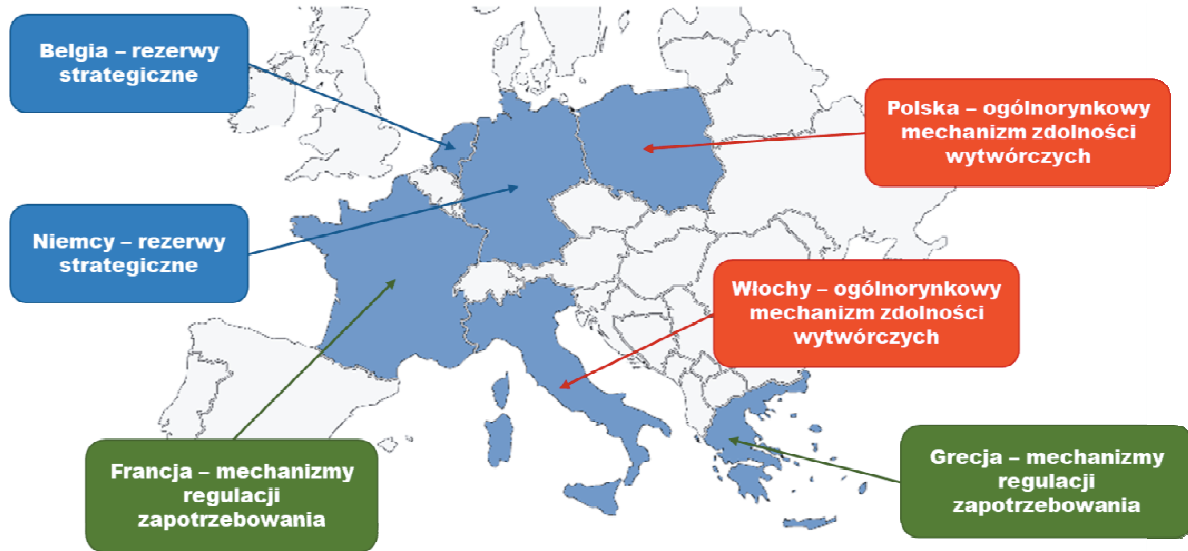 Belgia – rezerwy
strategiczne
Polska – ogólnorynkowy
mechanizm zdolności
wytwórczych
Niemcy – rezerwy
strategiczne
Włochy – ogólnorynkowy
mechanizm zdolności
wytwórczych
Francja – mechanizmy
regulacji
zapotrzebowania
Grecja – mechanizmy
regulacji
zapotrzebowania